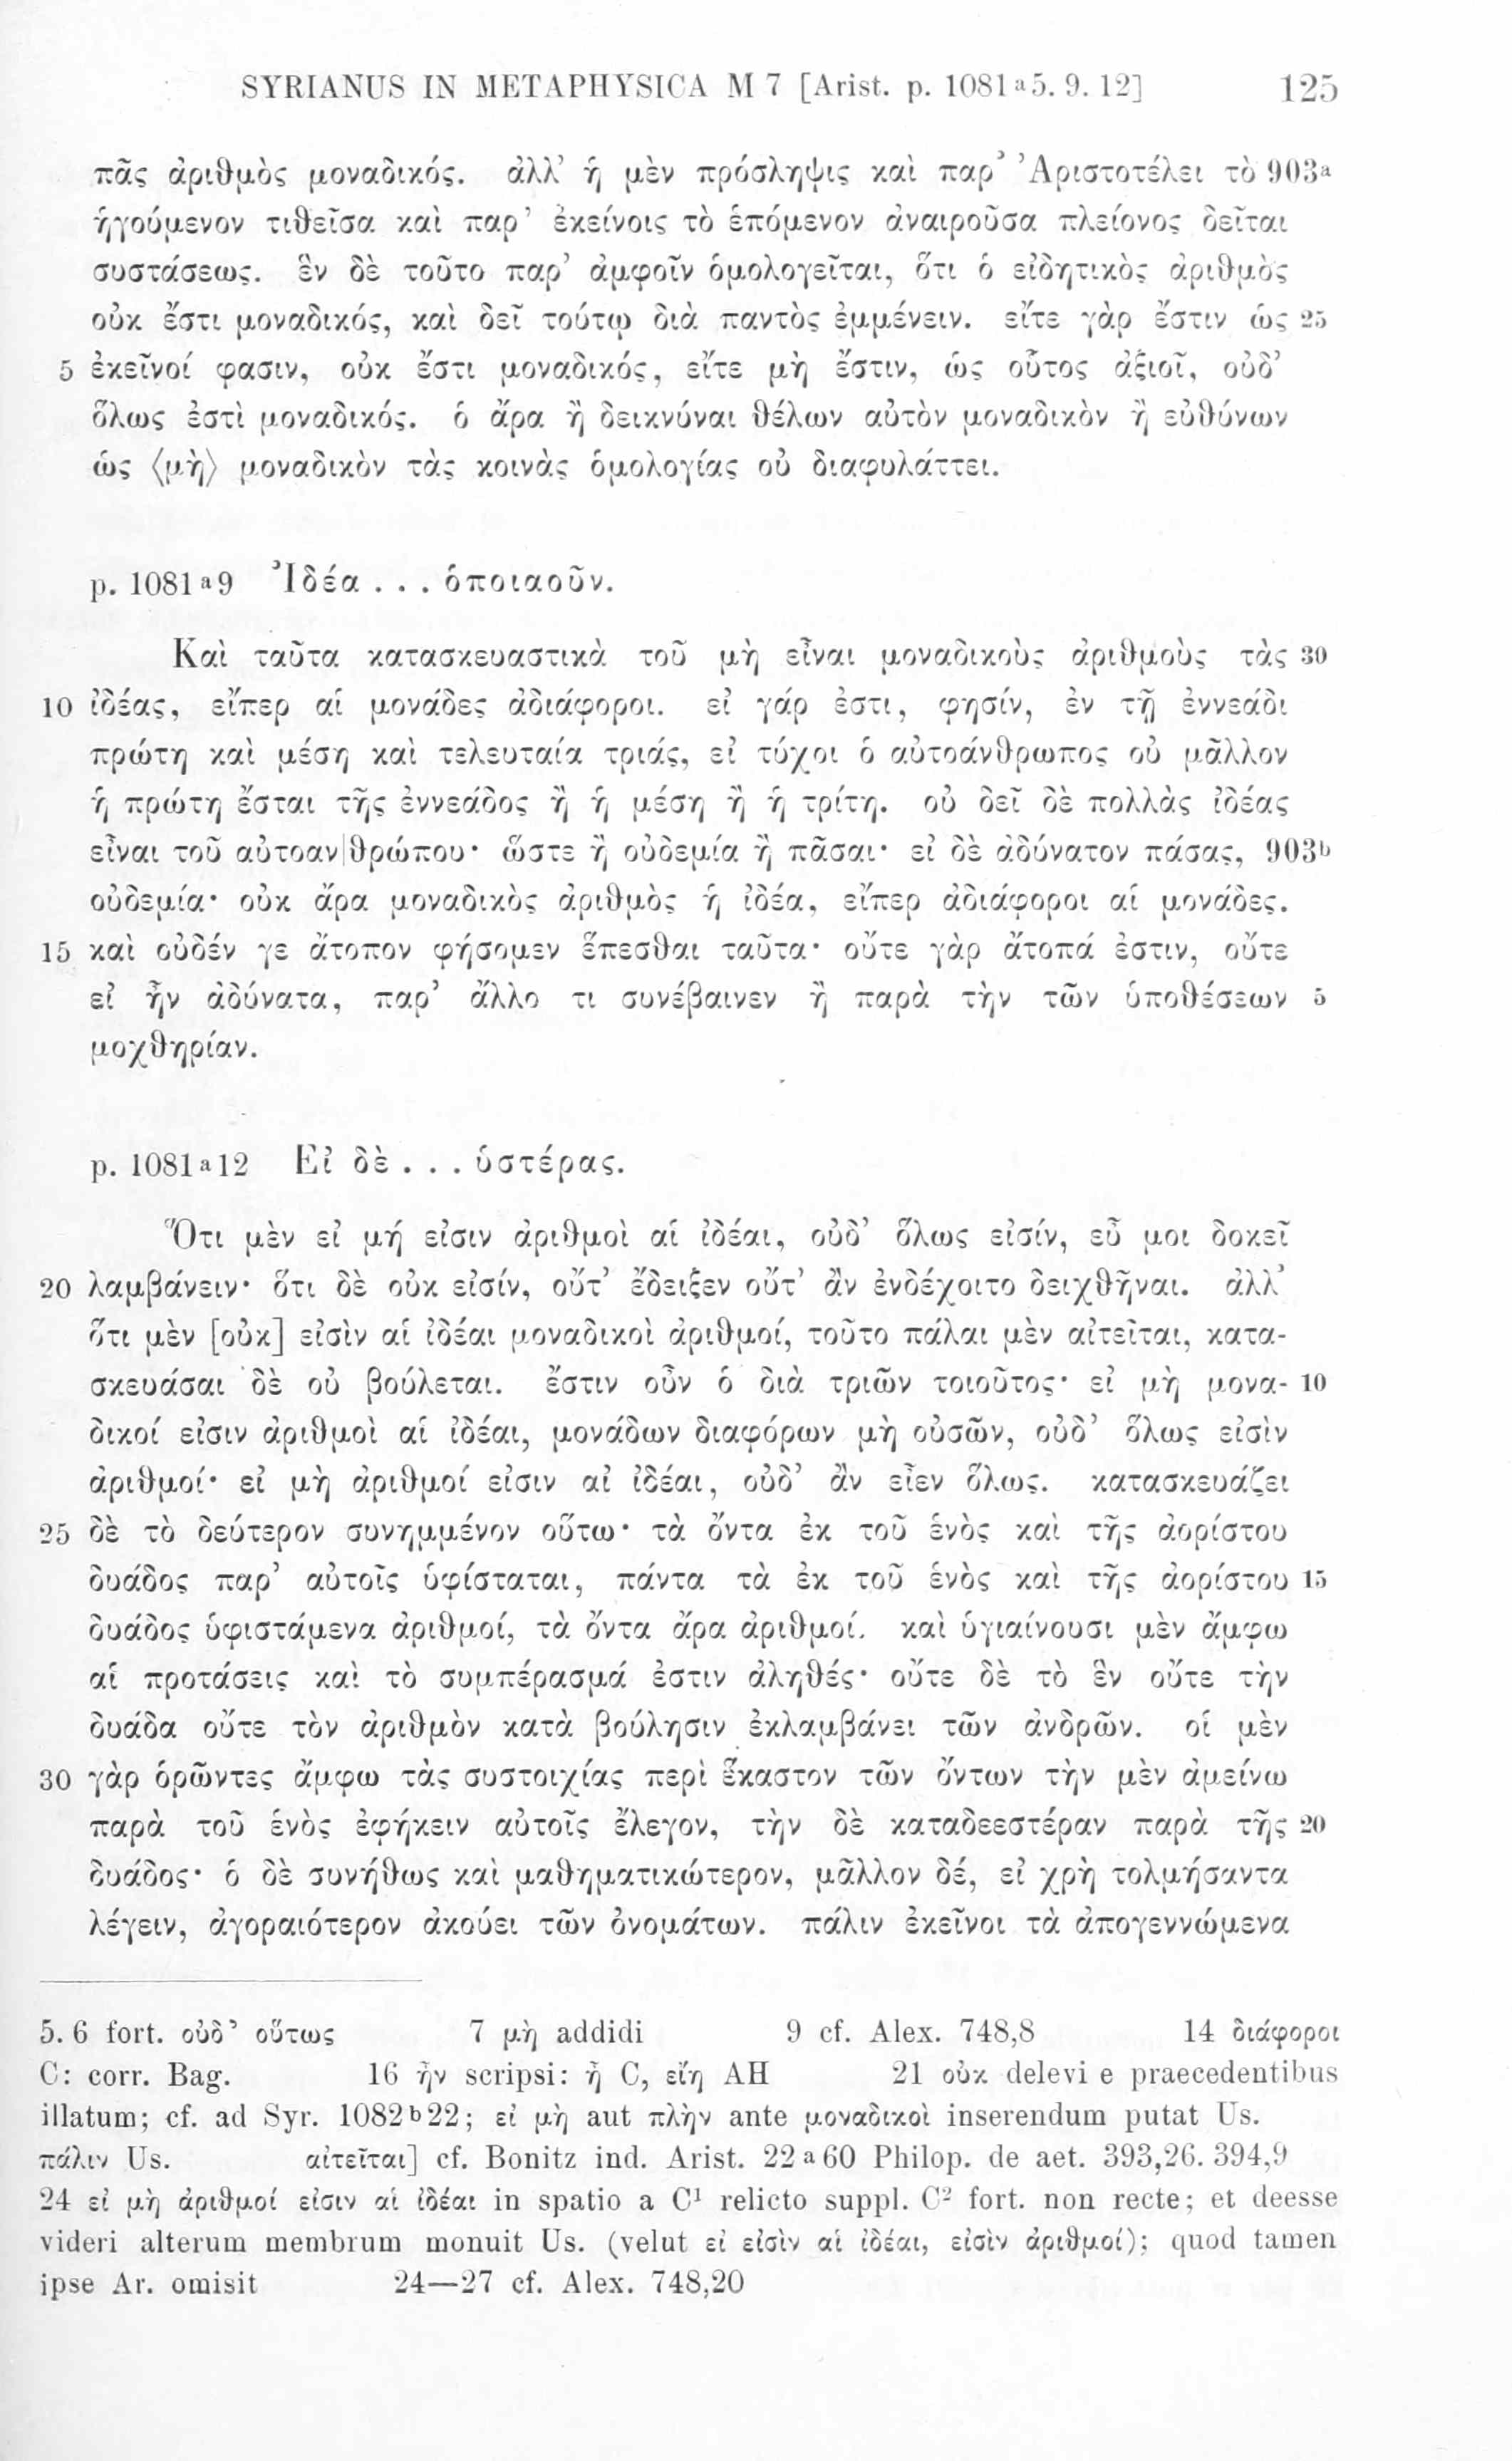 SYRIANUS IN METAPHYSICA M 7 [Arist. p. 1081ᵃ5. 9. 12] 125
πᾶς ἀριθμὸς μοναδικός. ἀλλ’ ἡ μὲν πρόσληψις καὶ παρ’ Ἀριστοτέλει τὸ 903ᵃ
ἡγούμενον τιθεῖσα καὶ παρ’ ἐκείνοις τὸ ἑπόμενον ἀναιροῦσα πλείονος δεῖται
συστάσεως. ἓν δὲ τοῦτο παρ’ ἀμφοῖν ὁμολογεῖται, ὅτι ὁ εἰδητικὸς ἀριθμὸς
οὐκ ἔστι μοναδικός, καὶ δεῖ τούτῳ διὰ παντὸς ἐμμένειν. εἴτε γὰρ ἔστιν ὡς 25
5 ἐκεῖνοί φασιν, οὐκ ἔστι μοναδικός, εἴτε μὴ ἔστιν, ὡς οὗτος ἀξιοῖ, οὐδ’
ὅλως ἐστὶ μοναδικός. ὁ ἄρα ἢ δεικνύναι θέλων αὐτὸν μοναδικὸν ἢ εὐθύνων
ὡς ⟨μὴ⟩ μοναδικὸν τὰς κοινὰς ὁμολογίας οὐ διαφυλάττει.
p. 1081ᵃ9 Ἰδέα . . . ὁποιαοῦν.
Καὶ ταῦτα κατασκευαστικὰ τοῦ μὴ εἶναι μοναδικοὺς ἀριθμοὺς τὰς 30
10 ἰδέας, εἴπερ αἱ μονάδες ἀδιάφοροι. εἰ γάρ ἐστι, φησίν, ἐν τῇ ἐννεάδι
πρώτη καὶ μέση καὶ τελευταία τριάς, εἰ τύχοι ὁ αὐτοάνθρωπος οὐ μᾶλλον
ἡ πρώτη ἔσται τῆς ἐννεάδος ἢ ἡ μέση ἢ ἡ τρίτη. οὐ δεῖ δὲ πολλὰς ἰδέας
εἶναι τοῦ αὐτοαν|θρώπου· ὥστε ἢ οὐδεμία ἢ πᾶσαι· εἰ δὲ ἀδύνατον πάσας, 903ᵇ
οὐδεμία· οὐκ ἄρα μοναδικὸς ἀριθμὸς ἡ ἰδέα, εἴπερ ἀδιάφοροι αἱ μονάδες.
15 καὶ οὐδέν γε ἄτοπον φήσομεν ἕπεσθαι ταῦτα· οὔτε γὰρ ἄτοπά ἐστιν, οὔτε
εἰ ἦν ἀδύνατα, παρ’ ἄλλο τι συνέβαινεν ἢ παρὰ τὴν τῶν ὑποθέσεων 5
μοχθηρίαν.
p. 1081ᵃ12 Εἰ δὲ . . . ὑστέρας.
Ὅτι μὲν εἰ μή εἰσιν ἀριθμοὶ αἱ ἰδέαι, οὐδ’ ὅλως εἰσίν, εὖ μοι δοκεῖ
20 λαμβάνειν· ὅτι δὲ οὐκ εἰσίν, οὔτ’ ἔδειξεν οὔτ’ ἂν ἐνδέχοιτο δειχθῆναι. ἀλλ’
ὅτι μὲν [οὐκ] εἰσὶν αἱ ἰδέαι μοναδικοὶ ἀριθμοί, τοῦτο πάλαι μὲν αἰτεῖται, κατα-
σκευάσαι δὲ οὐ βούλεται. ἔστιν οὖν ὁ διὰ τριῶν τοιοῦτος· εἰ μὴ μονα- 10
δικοί εἰσιν ἀριθμοὶ αἱ ἰδέαι, μονάδων διαφόρων μὴ οὐσῶν, οὐδ’ ὅλως εἰσὶν
ἀριθμοί· εἰ μὴ ἀριθμοί εἰσιν αἱ ἰδέαι, οὐδ’ ἂν εἶεν ὅλως. κατασκευάζει
25 δὲ τὸ δεύτερον συνημμένον οὕτω· τὰ ὄντα ἐκ τοῦ ἑνὸς καὶ τῆς ἀορίστου
δυάδος παρ’ αὐτοῖς ὑφίσταται, πάντα τὰ ἐκ τοῦ ἑνὸς καὶ τῆς ἀορίστου 15
δυάδος ὑφιστάμενα ἀριθμοί, τὰ ὄντα ἄρα ἀριθμοί. καὶ ὑγιαίνουσι μὲν ἄμφω
αἱ προτάσεις καὶ τὸ συμπέρασμά ἐστιν ἀληθές· οὔτε δὲ τὸ ἓν οὔτε τὴν
δυάδα οὔτε τὸν ἀριθμὸν κατὰ βούλησιν ἐκλαμβάνει τῶν ἀνδρῶν. οἱ μὲν
30 γὰρ ὁρῶντες ἄμφω τὰς συστοιχίας περὶ ἕκαστον τῶν ὄντων τὴν μὲν ἀμείνω
παρὰ τοῦ ἑνὸς ἐφήκειν αὐτοῖς ἔλεγον, τὴν δὲ καταδεεστέραν παρὰ τῆς 20
δυάδος· ὁ δὲ συνήθως καὶ μαθηματικώτερον, μᾶλλον δέ, εἰ χρὴ τολμήσαντα
λέγειν, ἀγοραιότερον ἀκούει τῶν ὀνομάτων. πάλιν ἐκεῖνοι τὰ ἀπογεννώμενα
5. 6 fort. οὐδ’ οὕτως 7 μὴ addidi 9 cf. Alex. 748,8 14 διάφοροι
C: corr. Bag. 16 ἦν scripsi: ἢ C, εἴη AH 21 οὐκ delevi e praecedentibus
illatum; cf. ad Syr. 1082ᵇ22; εἰ μὴ aut πλὴν ante μοναδικοὶ inserendum putat Us.
πάλιν Us. αἰτεῖται] cf. Bonitz ind. Arist. 22ᵃ60 Philop. de aet. 393,26. 394,9
24 εἰ μὴ ἀριθμοί εἰσιν αἱ ἰδέαι in spatio a C¹ relicto suppl. C² fort. non recte; et deesse
videri alterum membrum monuit Us. (velut εἰ εἰσὶν αἱ ἰδέαι, εἰσὶν ἀριθμοί); quod tamen
ipse Ar. omisit 24—27 cf. Alex. 748,20